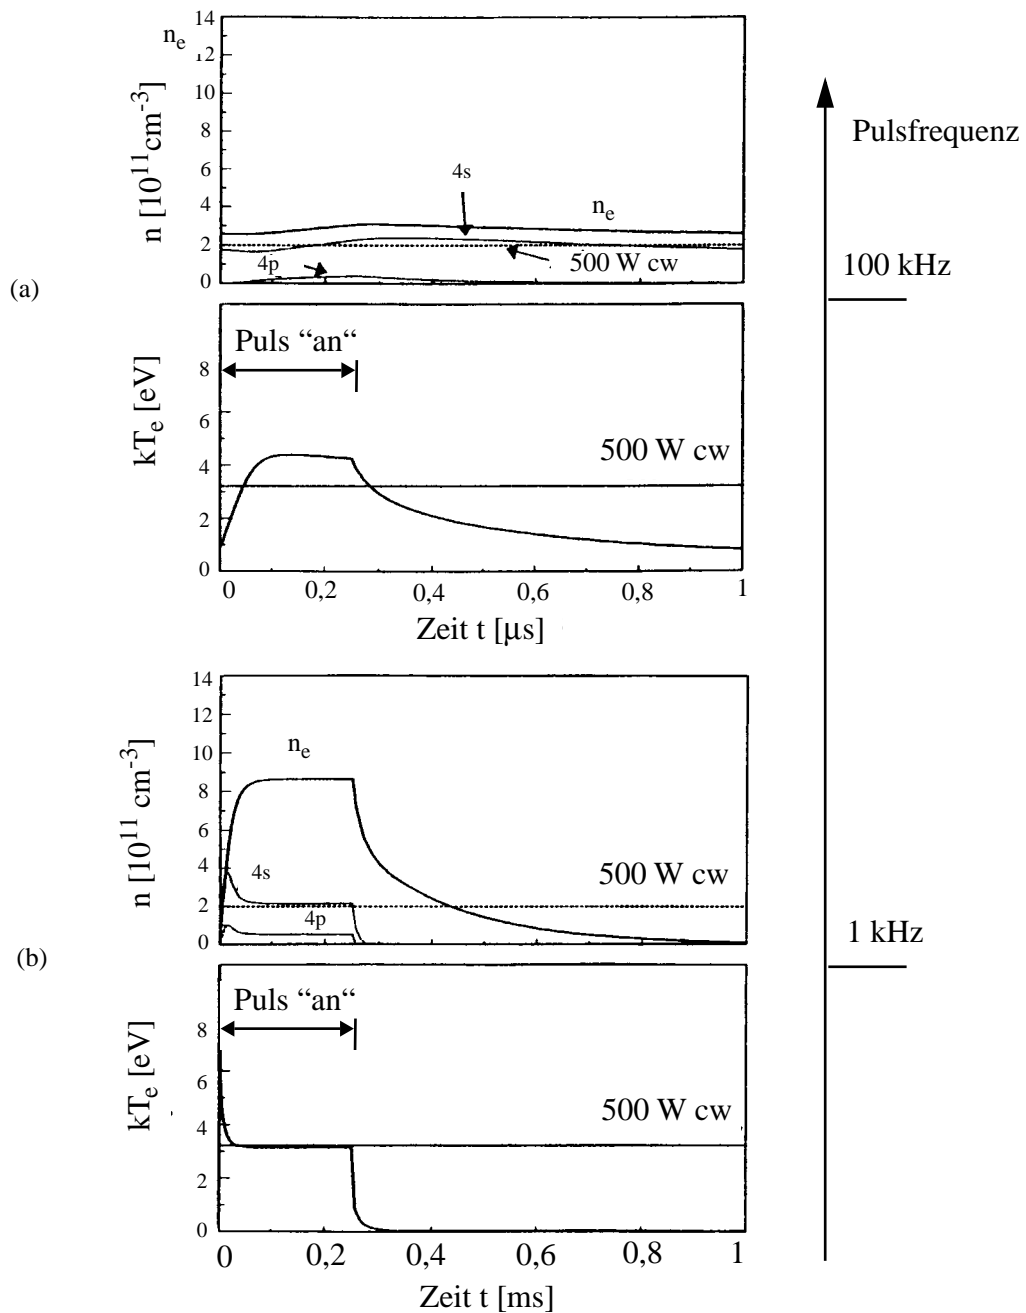 14
n_e
12
10
8
6
4
2
0
n [10^11 cm^-3]
4s
n_e
4p
500 W cw
(a)
Puls “an“
8
6
4
2
0
kT_e [eV]
500 W cw
0 0,2 0,4 0,6 0,8 1
Zeit t [μs]
14
12
10
8
6
4
2
0
n [10^11 cm^-3]
n_e
4s
4p
500 W cw
(b)
Puls “an“
8
6
4
2
0
kT_e [eV]
500 W cw
0 0,2 0,4 0,6 0,8 1
Zeit t [ms]
Pulsfrequenz
100 kHz
1 kHz